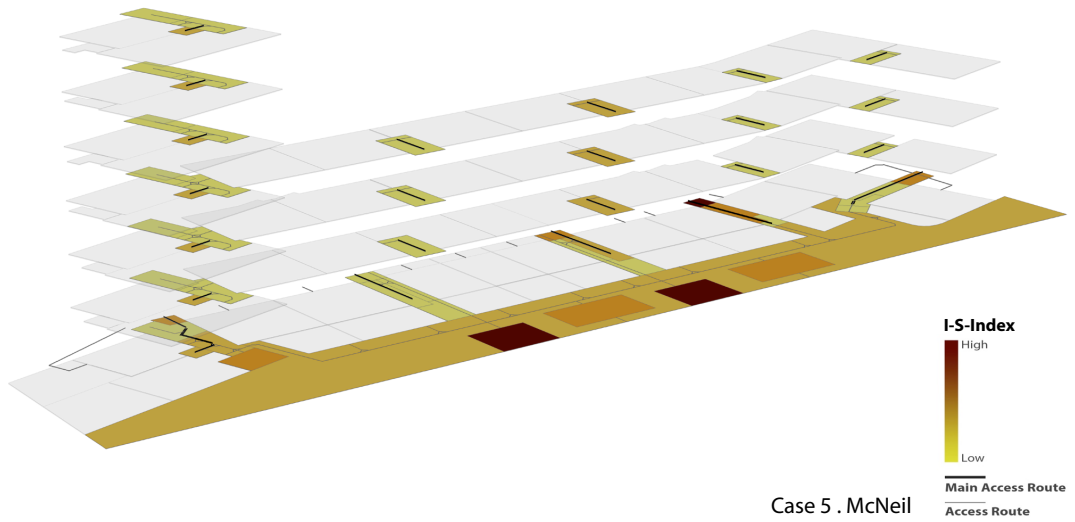 I-S-Index
High
Low
Main Access Route
Access Route
Case 5 . McNeil